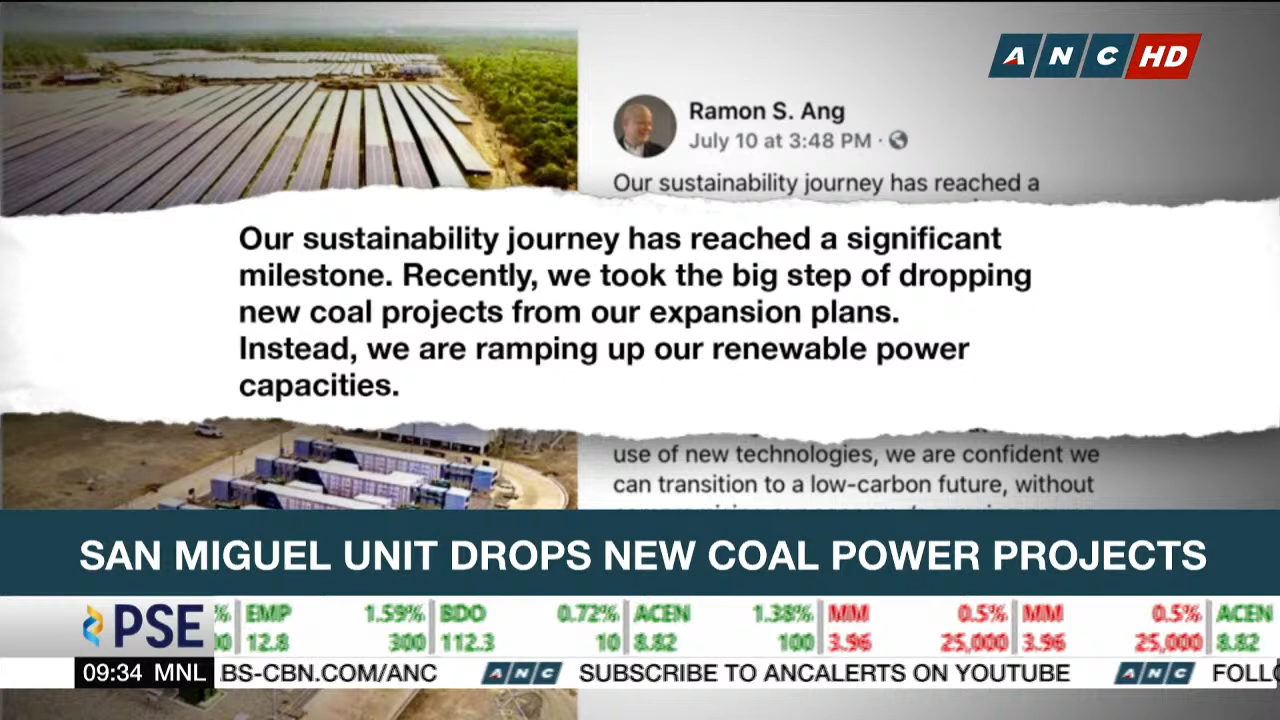 ANC HD
Ramon S. Ang
July 10 at 3:48 PM ·
Our sustainability journey has reached a
Our sustainability journey has reached a significant
milestone. Recently, we took the big step of dropping
new coal projects from our expansion plans.
Instead, we are ramping up our renewable power
capacities.
use of new technologies, we are confident we
can transition to a low-carbon future, without
SAN MIGUEL UNIT DROPS NEW COAL POWER PROJECTS
PSE
% EMP 1.59% BDO 0.72% ACEN 1.38% MM 0.5% MM 0.5% ACEN
00 12.8 300 112.3 10 8.82 100 3.96 25,000 3.96 25,000 8.82
09:34 MNL BS-CBN.COM/ANC ANC SUBSCRIBE TO ANCALERTS ON YOUTUBE ANC FOLLO